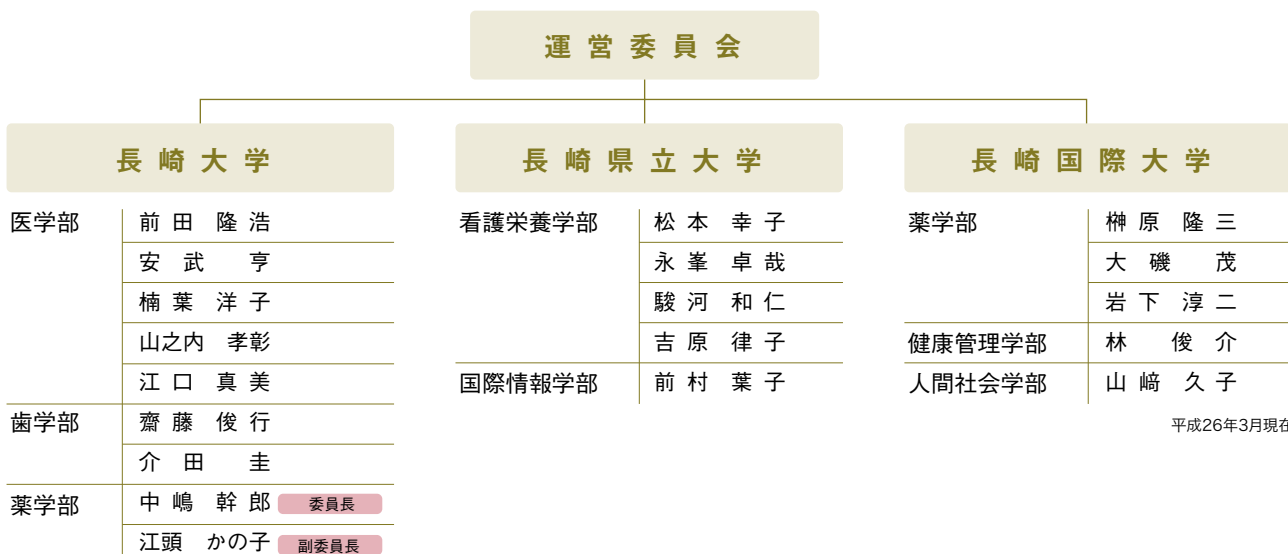 運営委員会
長崎大学
医学部 前田 隆浩
安武 亨
楠葉 洋子
山之内 孝彰
江口 真美
歯学部 齋藤 俊行
介田 圭
薬学部 中嶋 幹郎 委員長
江頭 かの子 副委員長
長崎県立大学
看護栄養学部 松本 幸子
永峯 卓哉
駿河 和仁
吉原 律子
国際情報学部 前村 葉子
長崎国際大学
薬学部 榊原 隆三
大磯 茂
岩下 淳二
健康管理学部 林 俊介
人間社会学部 山﨑 久子
平成26年3月現在